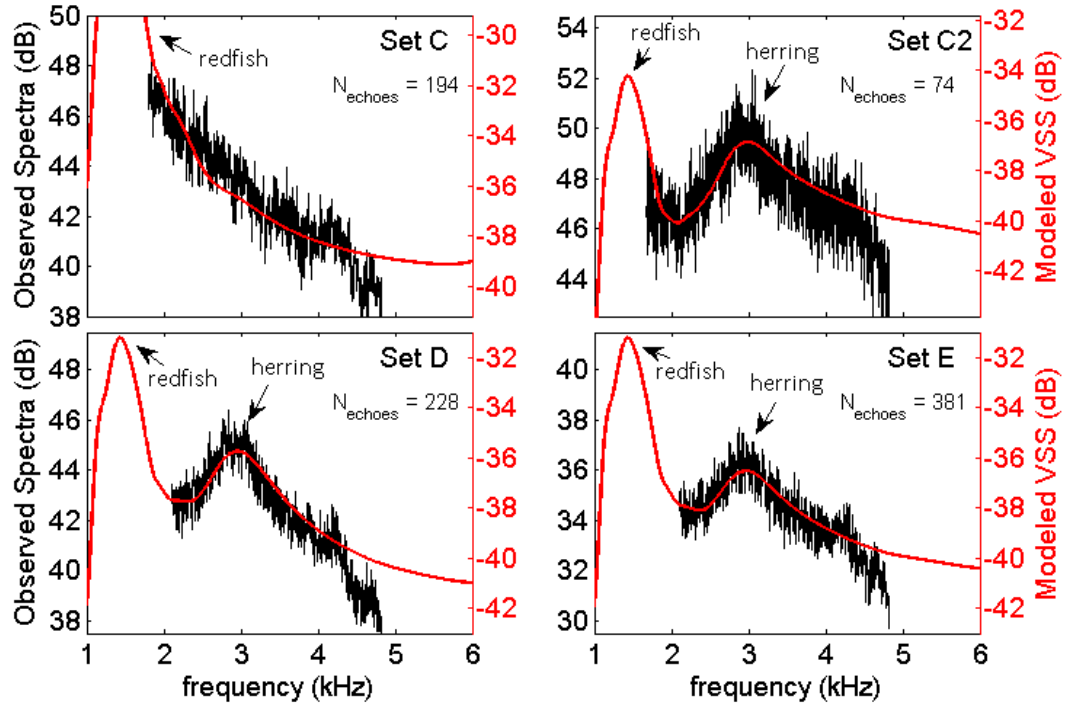 50
48
46
44
42
40
38
Observed Spectra (dB)
redfish
Set C
N_echoes = 194
-30
-32
-34
-36
-38
-40
54
52
50
48
46
44
redfish
herring
Set C2
N_echoes = 74
-32
-34
-36
-38
-40
-42
Modeled VSS (dB)
48
46
44
42
40
38
Observed Spectra (dB)
redfish
herring
Set D
N_echoes = 228
-32
-34
-36
-38
-40
-42
1 2 3 4 5 6
frequency (kHz)
40
38
36
34
32
30
redfish
herring
Set E
N_echoes = 381
-32
-34
-36
-38
-40
-42
Modeled VSS (dB)
1 2 3 4 5 6
frequency (kHz)